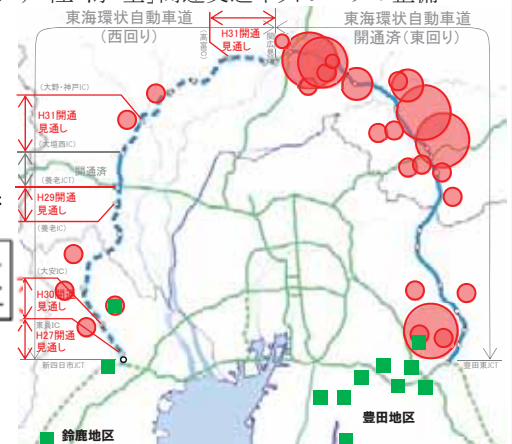 東海環状自動車道
(西回り)
東海環状自動車道
開通済(東回り)
H31開通
見通し
(高富IC)
(大野・神戸IC)
H31開通
見通し
(大垣西IC)
開通済
(養老JCT)
H29開通
見通し
(養老IC)
(大安IC)
H30開通
見通し
東員IC
H27開通
見通し
新四日市JCT
豊田東JCT
豊田地区
鈴鹿地区